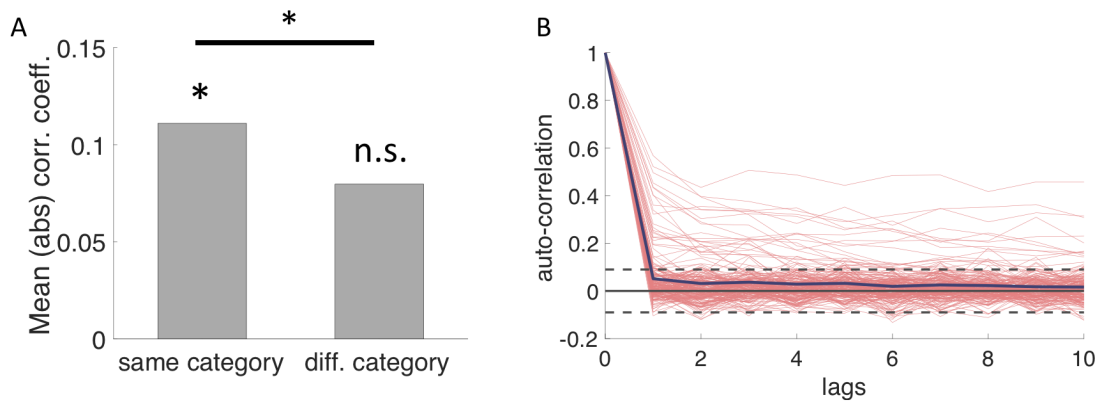 A
Mean (abs) corr. coeff.
0.15
0.1
0.05
0
*
*
n.s.
same category
diff. category
B
auto-correlation
1
0.8
0.6
0.4
0.2
0
-0.2
0
2
4
6
8
10
lags